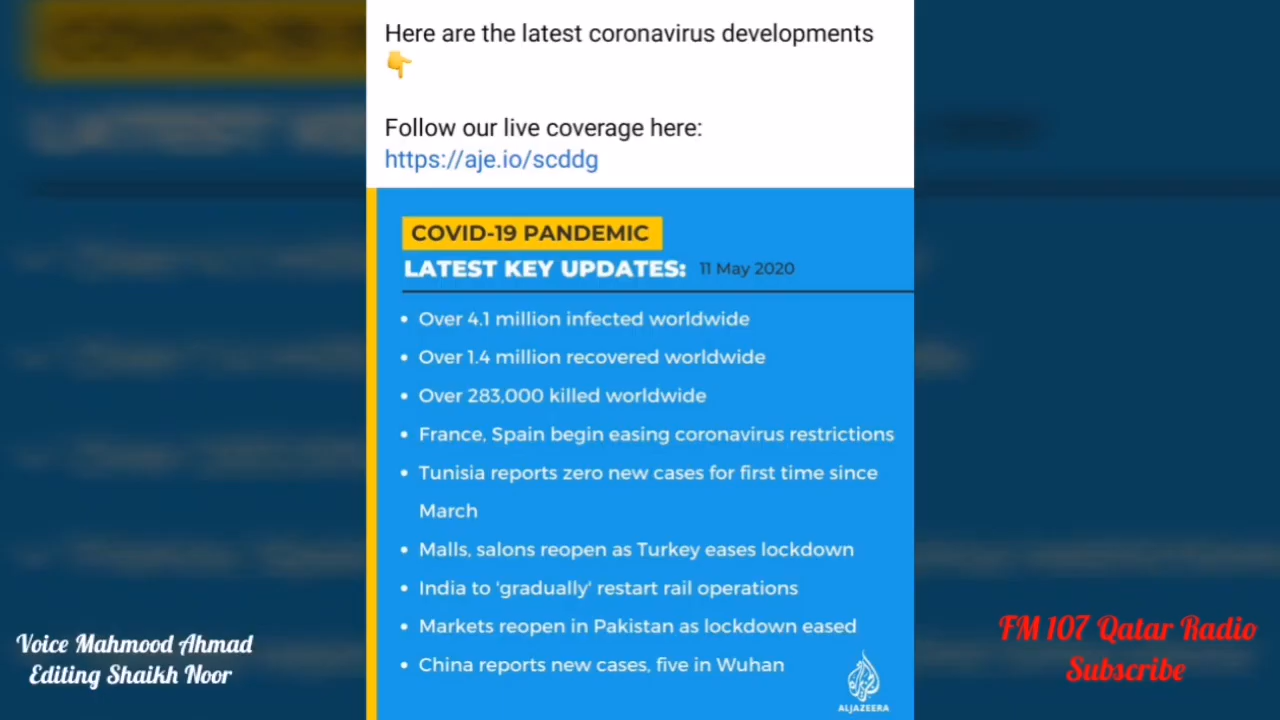 Here are the latest coronavirus developments
👇
Follow our live coverage here:
https://aje.io/scddg
COVID-19 PANDEMIC
LATEST KEY UPDATES: 11 May 2020
• Over 4.1 million infected worldwide
• Over 1.4 million recovered worldwide
• Over 283,000 killed worldwide
• France, Spain begin easing coronavirus restrictions
• Tunisia reports zero new cases for first time since
March
• Malls, salons reopen as Turkey eases lockdown
• India to 'gradually' restart rail operations
• Markets reopen in Pakistan as lockdown eased
• China reports new cases, five in Wuhan
ALJAZEERA
Voice Mahmood Ahmad
Editing Shaikh Noor
FM 107 Qatar Radio
Subscribe